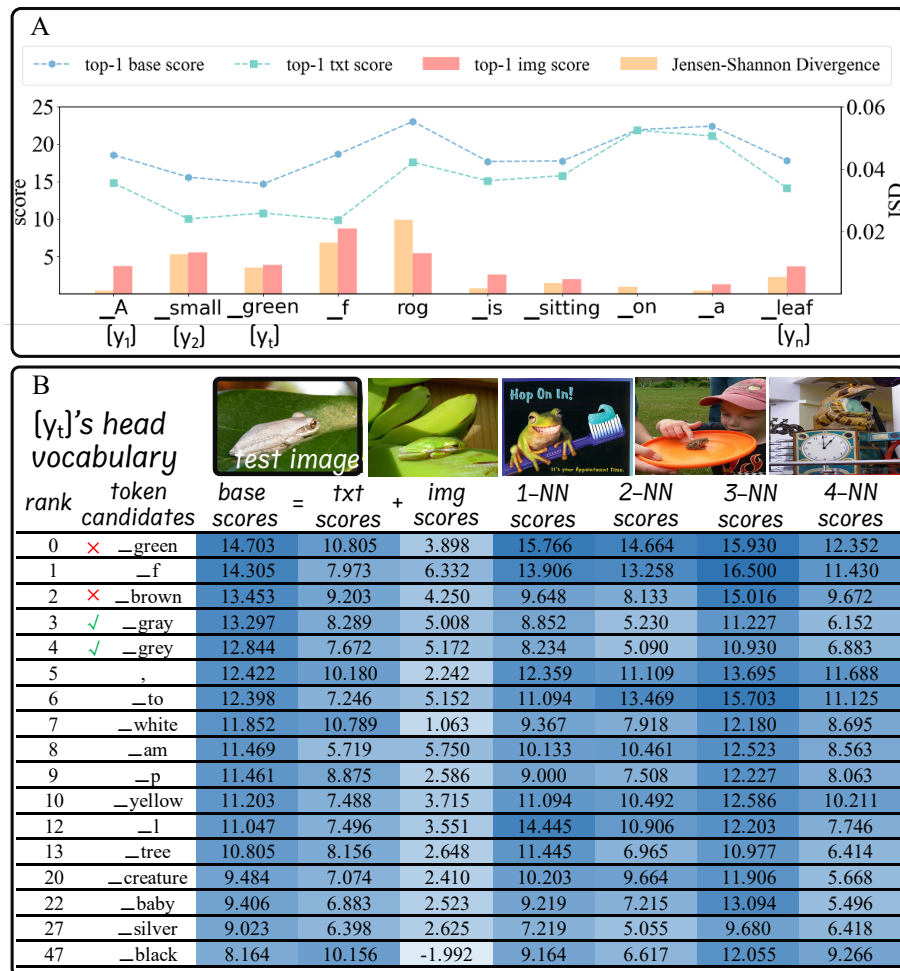 A
top-1 base score top-1 txt score top-1 img score Jensen-Shannon Divergence
25 0.06
20
15 0.04
10 0.02
5
score
JSD
_A _small _green _f rog _is _sitting _on _a _leaf
[y1] [y2] [yt] [yn]
B
[yt]'s head
vocabulary
test image
Hop On In!
It's your Appointment Time.
rank token candidates base scores = txt scores + img scores 1-NN scores 2-NN scores 3-NN scores 4-NN scores
0 × _green 14.703 10.805 3.898 15.766 14.664 15.930 12.352
1 _f 14.305 7.973 6.332 13.906 13.258 16.500 11.430
2 × _brown 13.453 9.203 4.250 9.648 8.133 15.016 9.672
3 √ _gray 13.297 8.289 5.008 8.852 5.230 11.227 6.152
4 √ _grey 12.844 7.672 5.172 8.234 5.090 10.930 6.883
5 , 12.422 10.180 2.242 12.359 11.109 13.695 11.688
6 _to 12.398 7.246 5.152 11.094 13.469 15.703 11.125
7 _white 11.852 10.789 1.063 9.367 7.918 12.180 8.695
8 _am 11.469 5.719 5.750 10.133 10.461 12.523 8.563
9 _p 11.461 8.875 2.586 9.000 7.508 12.227 8.063
10 _yellow 11.203 7.488 3.715 11.094 10.492 12.586 10.211
12 _l 11.047 7.496 3.551 14.445 10.906 12.203 7.746
13 _tree 10.805 8.156 2.648 11.445 6.965 10.977 6.414
20 _creature 9.484 7.074 2.410 10.203 9.664 11.906 5.668
22 _baby 9.406 6.883 2.523 9.219 7.215 13.094 5.496
27 _silver 9.023 6.398 2.625 7.219 5.055 9.680 6.418
47 _black 8.164 10.156 -1.992 9.164 6.617 12.055 9.266